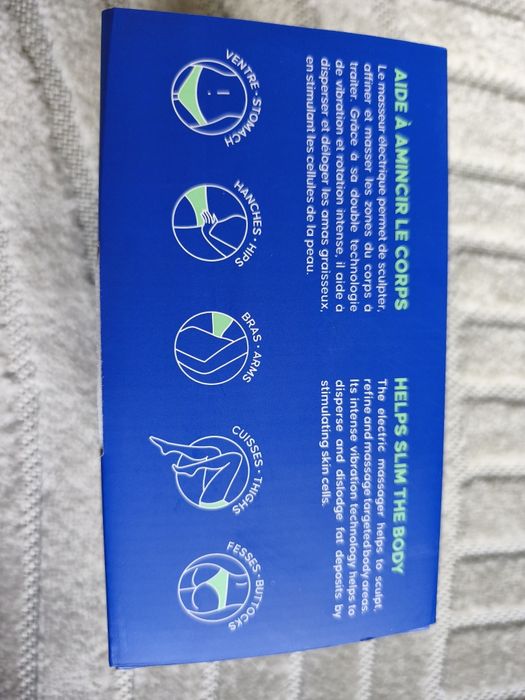 AIDE À AMINCIR LE CORPS
Le masseur électrique permet de sculpter,
affiner et masser les zones du corps à
traiter. Grâce à sa double technologie
de vibration et rotation intense, il aide à
disperser et déloger les amas graisseux,
en stimulant les cellules de la peau.
HELPS SLIM THE BODY
The electric massager helps to sculpt,
refine and massage targeted body areas.
Its intense vibration technology helps to
disperse and dislodge fat deposits by
stimulating skin cells.
VENTRE · STOMACH
HANCHES · HIPS
BRAS · ARMS
CUISSES · THIGHS
FESSES · BUTTOCKS